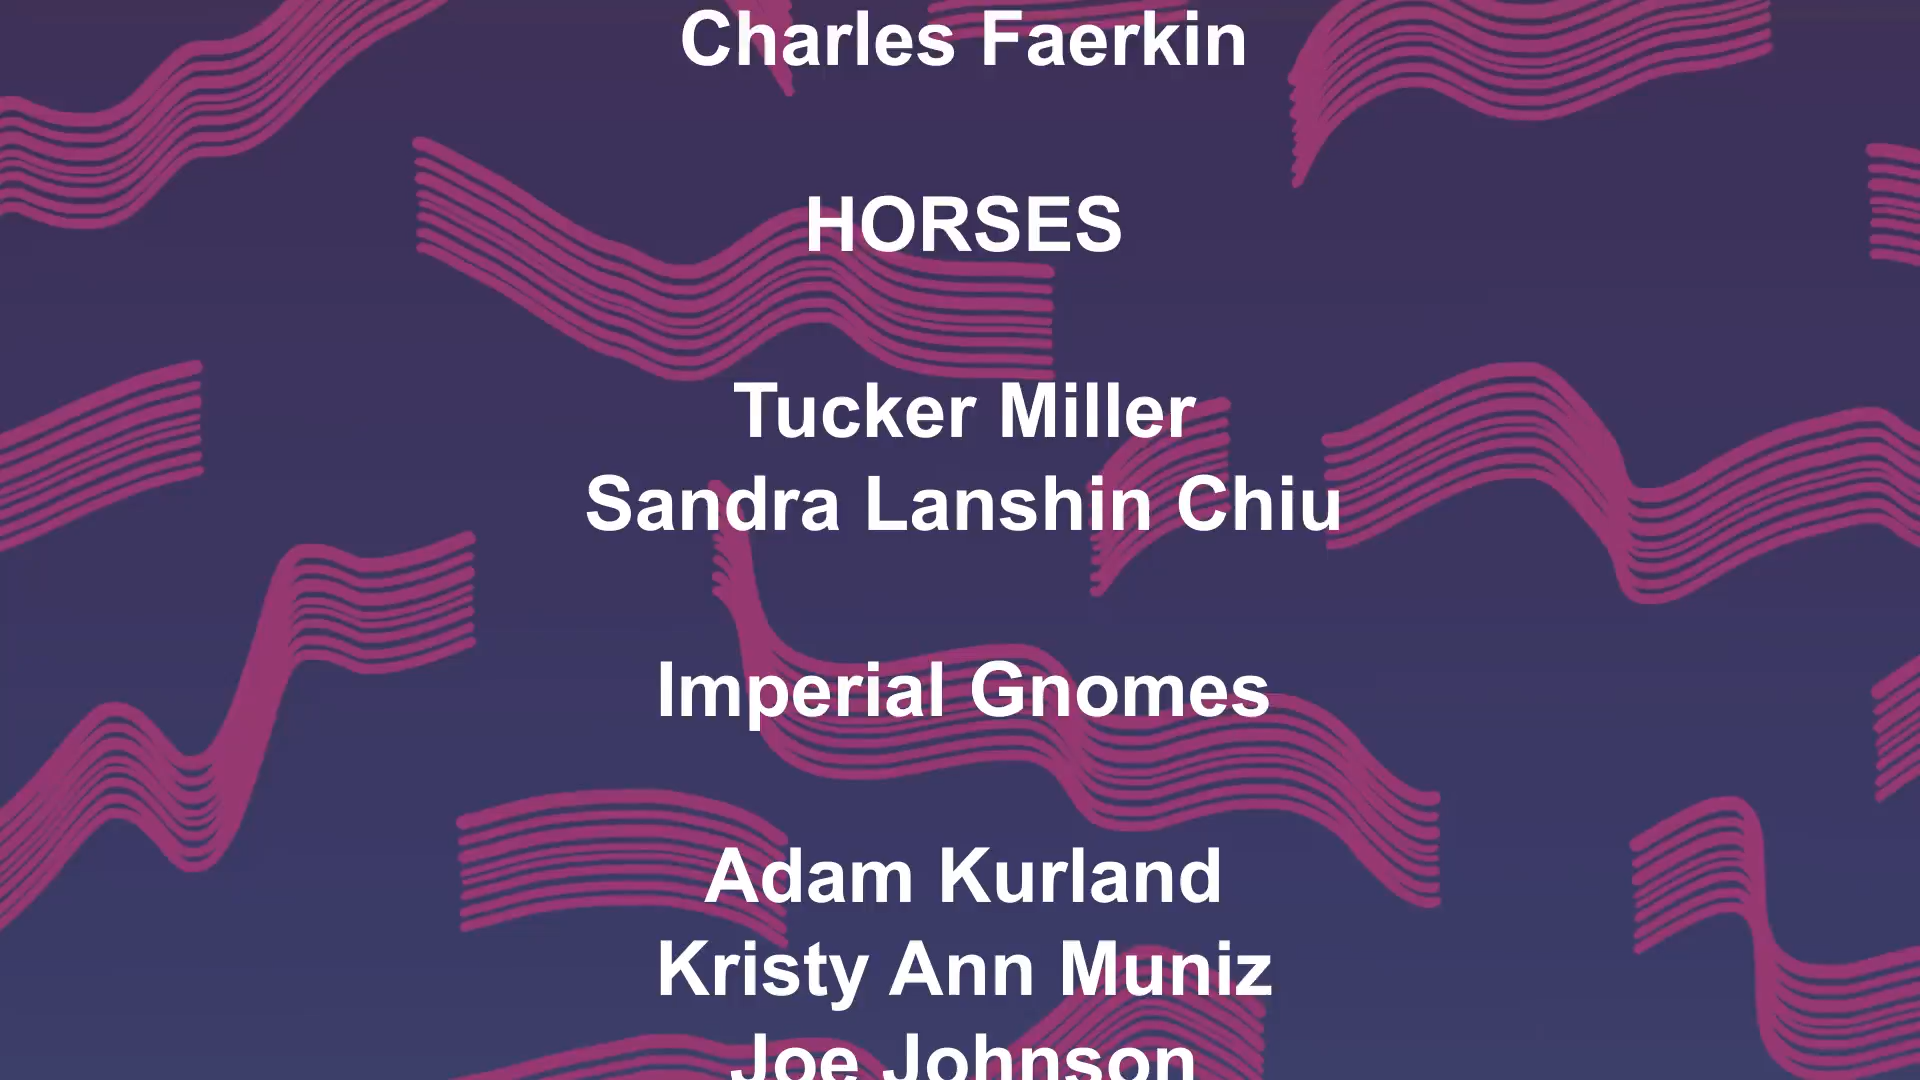 Charles Faerkin
HORSES
Tucker Miller
Sandra Lanshin Chiu
Imperial Gnomes
Adam Kurland
Kristy Ann Muniz
Joe Johnson